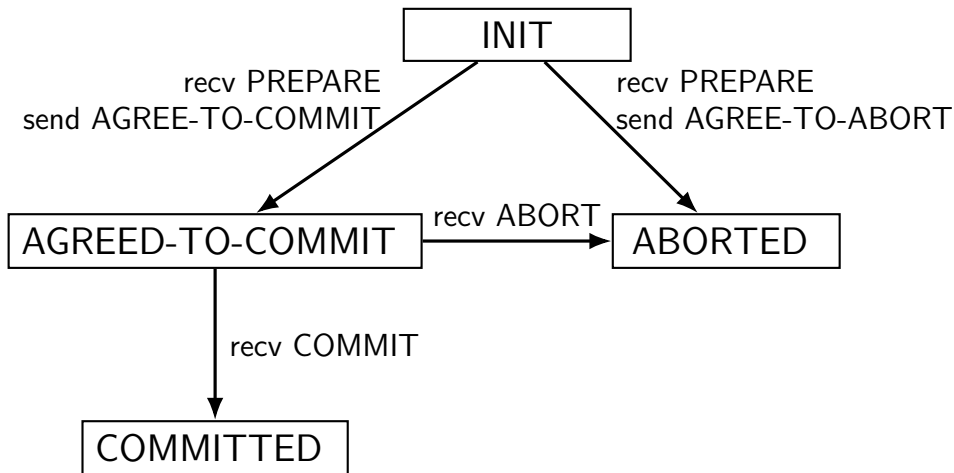 INIT
recv PREPARE
send AGREE-TO-COMMIT
recv PREPARE
send AGREE-TO-ABORT
AGREED-TO-COMMIT
recv ABORT
ABORTED
recv COMMIT
COMMITTED